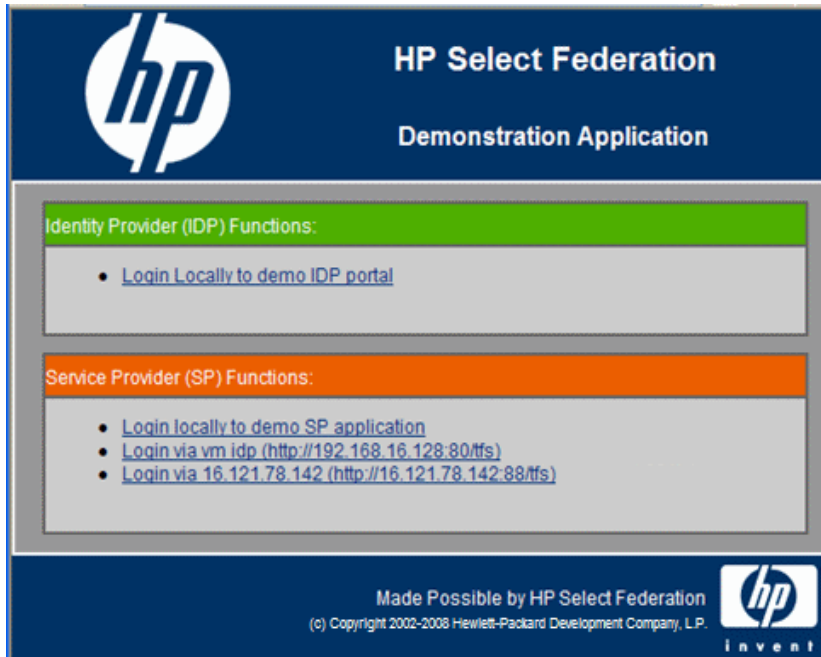 hp
HP Select Federation
Demonstration Application
Identity Provider (IDP) Functions:
Login Locally to demo IDP portal
Service Provider (SP) Functions:
Login locally to demo SP application
Login via vm idp (http://192.168.16.128:80/tfs)
Login via 16.121.78.142 (http://16.121.78.142:88/tfs)
Made Possible by HP Select Federation
(c) Copyright 2002-2008 Hewlett-Packard Development Company, L.P.
hp
invent